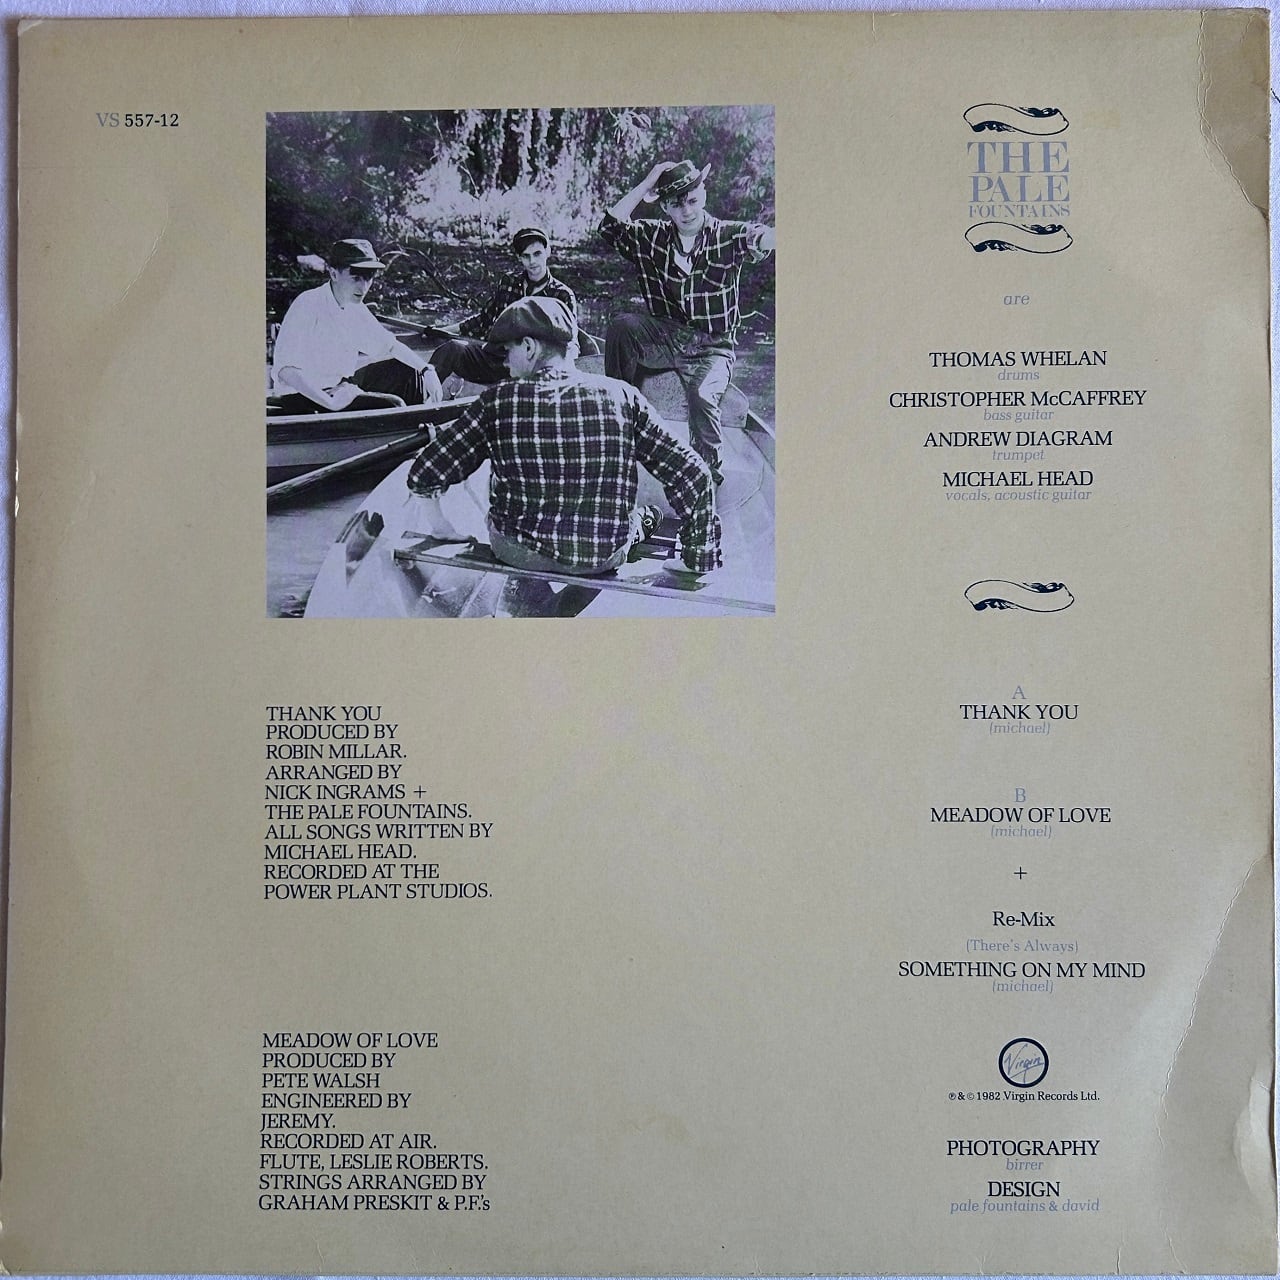 VS 557-12
THE
PALE
FOUNTAINS
are
THOMAS WHELAN
drums
CHRISTOPHER McCAFFREY
bass guitar
ANDREW DIAGRAM
trumpet
MICHAEL HEAD
vocals, acoustic guitar
THANK YOU
PRODUCED BY
ROBIN MILLAR.
ARRANGED BY
NICK INGRAMS +
THE PALE FOUNTAINS.
ALL SONGS WRITTEN BY
MICHAEL HEAD.
RECORDED AT THE
POWER PLANT STUDIOS.
MEADOW OF LOVE
PRODUCED BY
PETE WALSH
ENGINEERED BY
JEREMY.
RECORDED AT AIR.
FLUTE, LESLIE ROBERTS.
STRINGS ARRANGED BY
GRAHAM PRESKIT & P.F.'s
A
THANK YOU
(michael)
B
MEADOW OF LOVE
(michael)
+
Re-Mix
(There's Always)
SOMETHING ON MY MIND
(michael)
Virgin
℗ & © 1982 Virgin Records Ltd.
PHOTOGRAPHY
birrer
DESIGN
pale fountains & david